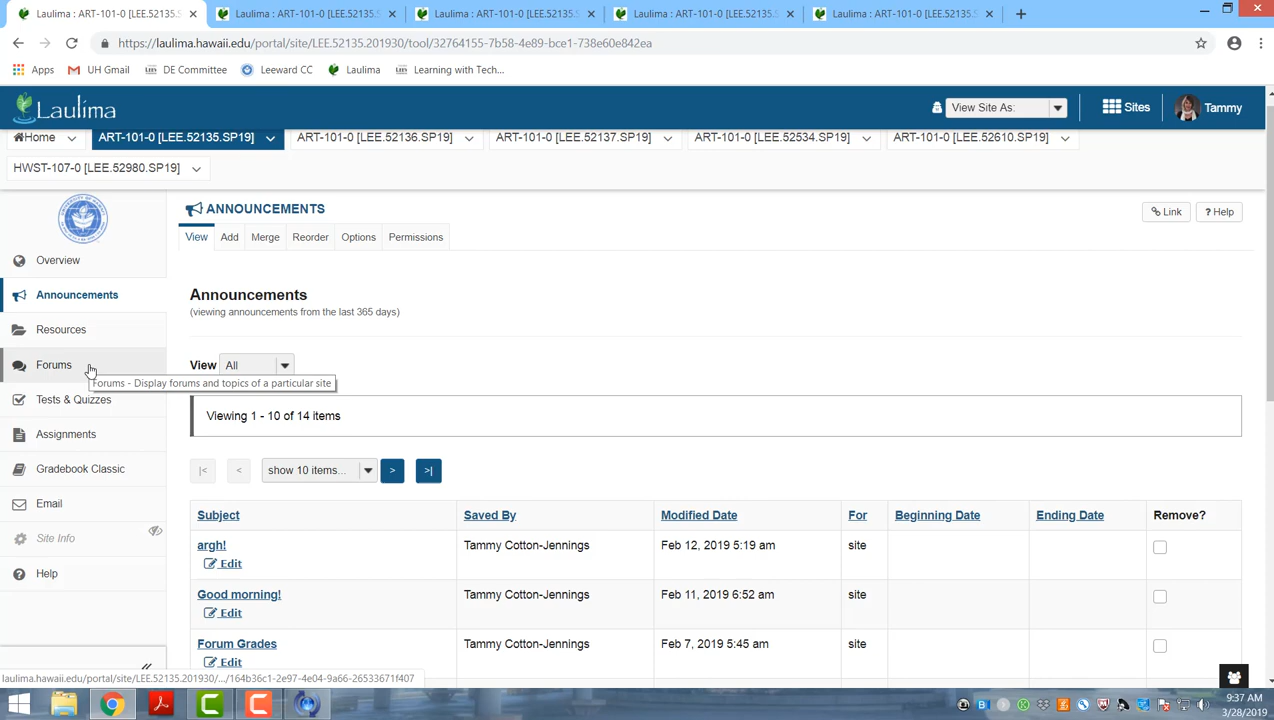 Laulima : ART-101-0 [LEE.52135. × Laulima : ART-101-0 [LEE.52135.5 × Laulima : ART-101-0 [LEE.52135.5 × Laulima : ART-101-0 [LEE.52135.5 × Laulima : ART-101-0 [LEE.52135.5 × +
https://laulima.hawaii.edu/portal/site/LEE.52135.201930/tool/32764155-7b58-4e89-bce1-738e60e842ea
Apps UH Gmail DE Committee Leeward CC Laulima Learning with Tech...
Laulima View Site As: Sites Tammy
Home ART-101-0 [LEE.52135.SP19] ART-101-0 [LEE.52136.SP19] ART-101-0 [LEE.52137.SP19] ART-101-0 [LEE.52534.SP19] ART-101-0 [LEE.52610.SP19]
HWST-107-0 [LEE.52980.SP19]
ANNOUNCEMENTS
Link ? Help
View Add Merge Reorder Options Permissions
Overview
Announcements
Resources
Forums
Forums - Display forums and topics of a particular site
Tests & Quizzes
Assignments
Gradebook Classic
Email
Site Info
Help
Announcements
(viewing announcements from the last 365 days)
View All
Viewing 1 - 10 of 14 items
|< < show 10 items... > >|
Subject Saved By Modified Date For Beginning Date Ending Date Remove?
argh! Tammy Cotton-Jennings Feb 12, 2019 5:19 am site
Edit
Good morning! Tammy Cotton-Jennings Feb 11, 2019 6:52 am site
Edit
Forum Grades Tammy Cotton-Jennings Feb 7, 2019 5:45 am site
Edit
laulima.hawaii.edu/portal/site/LEE.52135.201930/.../164b36c1-2e97-4e04-9a66-26533671f407
9:37 AM
3/28/2019